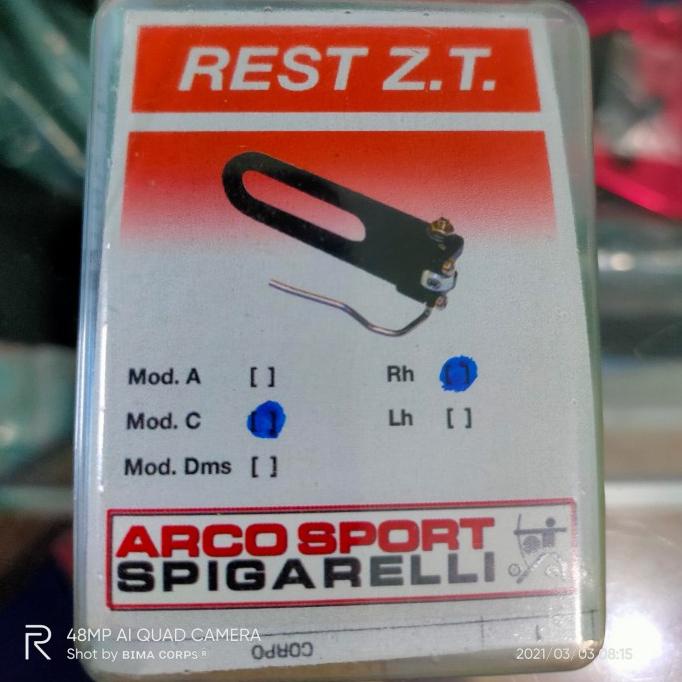 REST Z.T.
Mod. A [ ] Rh [ ]
Mod. C [ ] Lh [ ]
Mod. Dms [ ]
ARCO SPORT
SPIGARELLI
CORPO
48MP AI QUAD CAMERA
Shot by BIMA CORPS ®
2021/03/03 08:15